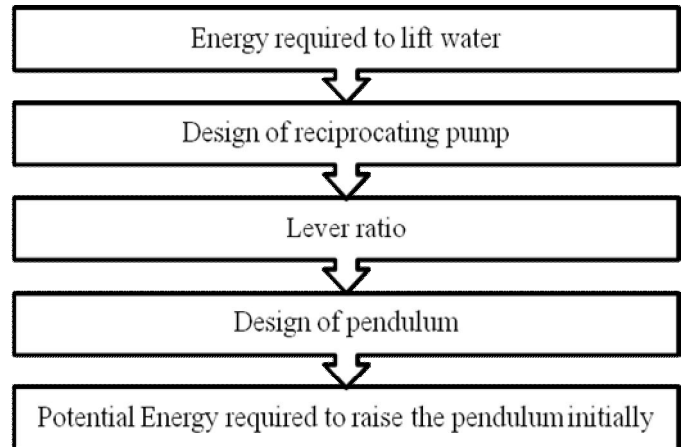 Energy required to lift water
Design of reciprocating pump
Lever ratio
Design of pendulum
Potential Energy required to raise the pendulum initially